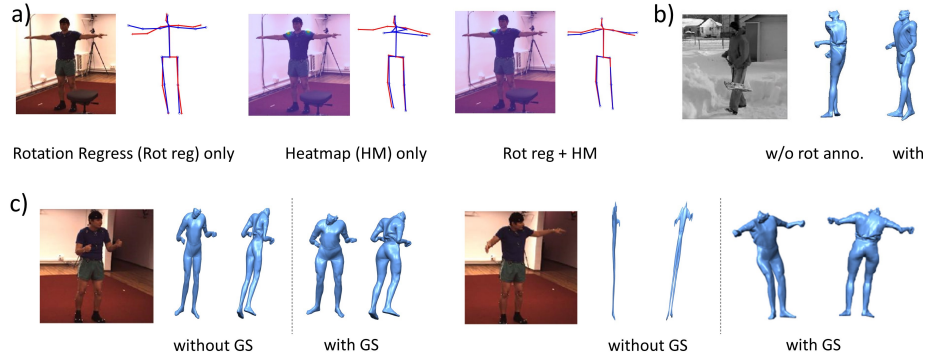 a)
Rotation Regress (Rot reg) only
Heatmap (HM) only
Rot reg + HM
b)
w/o rot anno.
with
c)
without GS
with GS
without GS
with GS